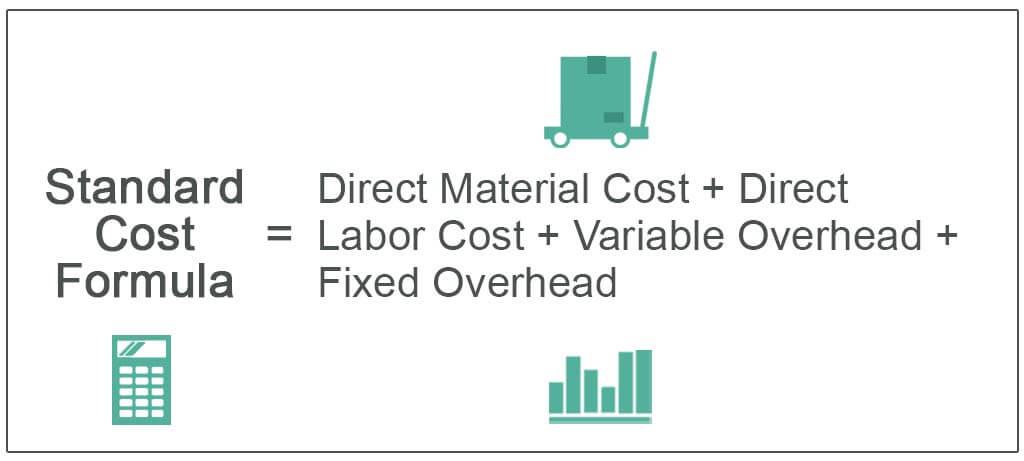 Standard
Cost
Formula
=
Direct Material Cost + Direct
Labor Cost + Variable Overhead +
Fixed Overhead